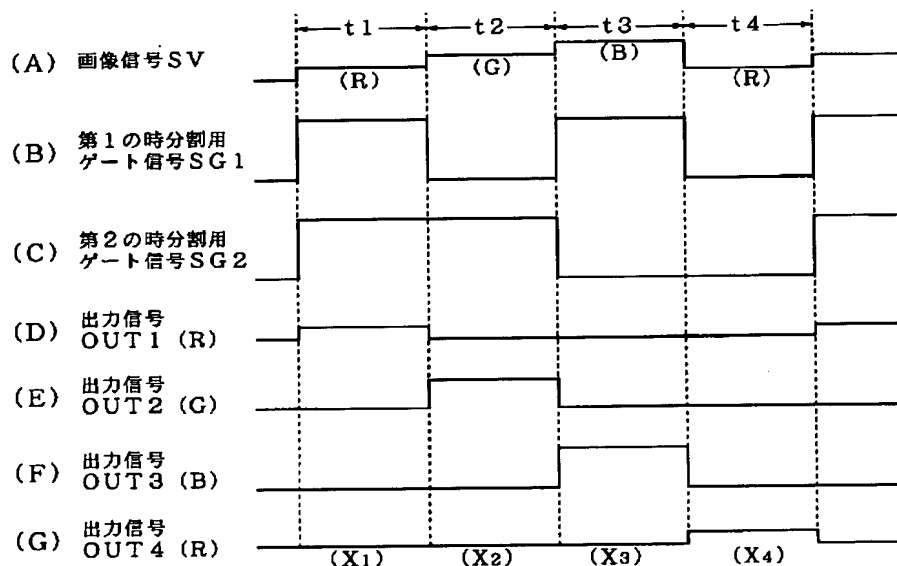 t1 t2 t3 t4
(A) 画像信号SV
(R) (G) (B) (R)
(B) 第1の時分割用
ゲート信号SG1
(C) 第2の時分割用
ゲート信号SG2
(D) 出力信号
OUT1 (R)
(E) 出力信号
OUT2 (G)
(F) 出力信号
OUT3 (B)
(G) 出力信号
OUT4 (R)
(X1) (X2) (X3) (X4)